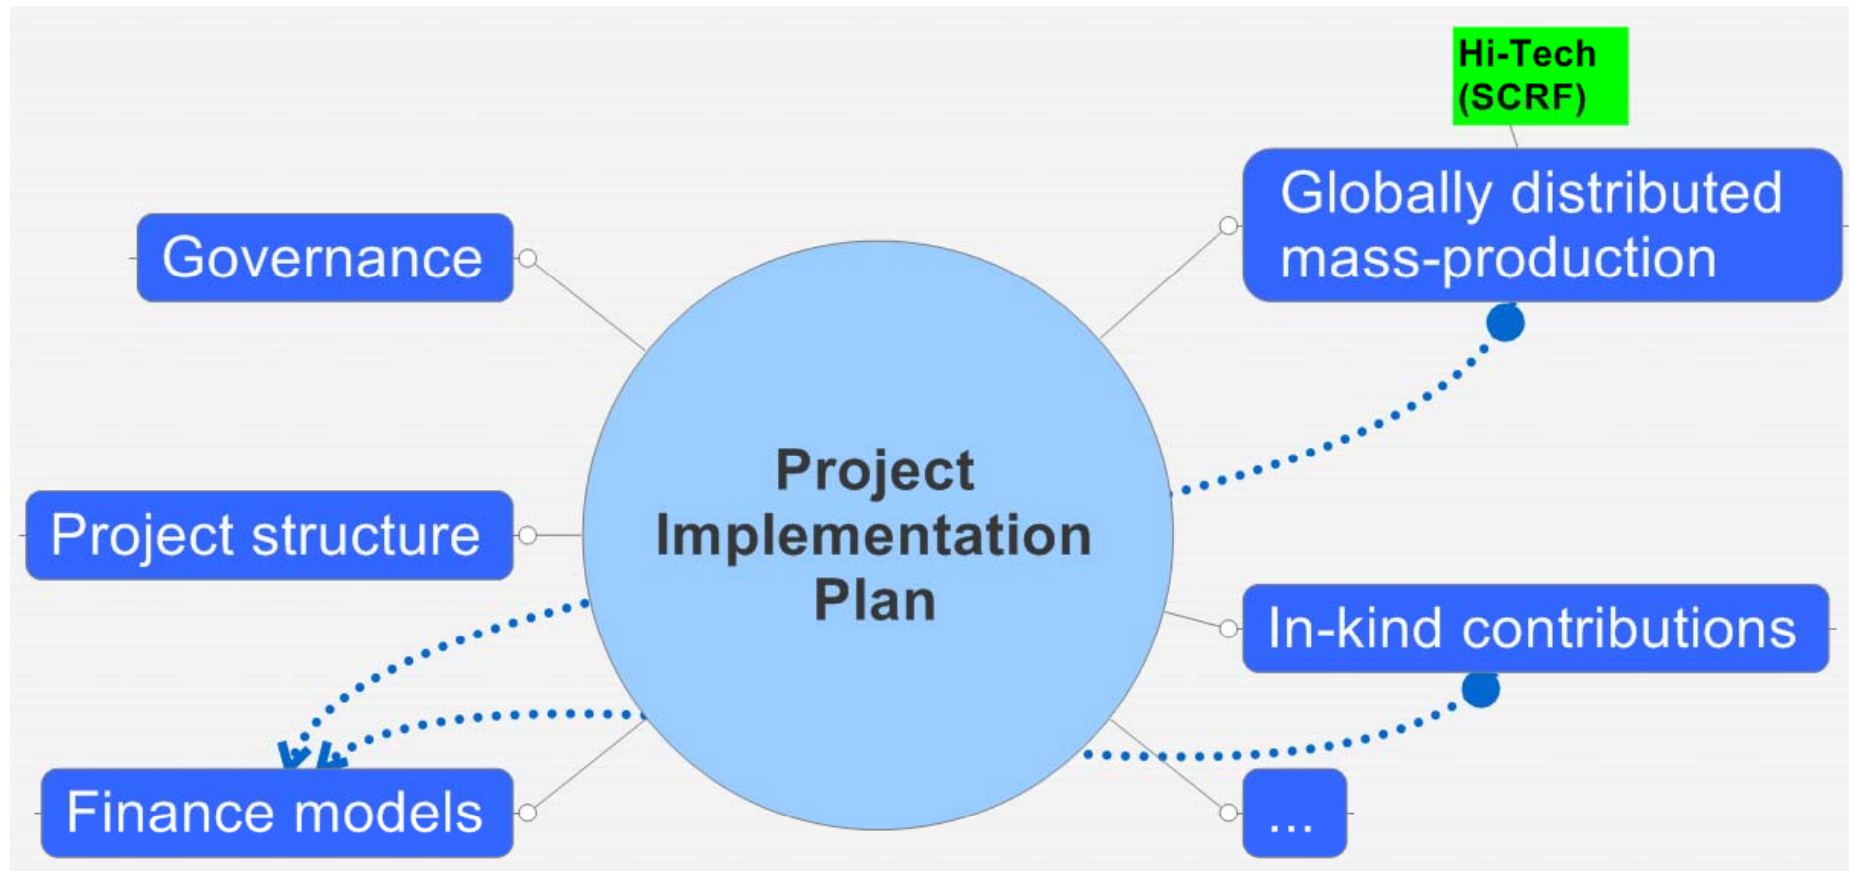 Hi-Tech
(SCRF)
Globally distributed
mass-production
Governance
Project
Implementation
Plan
Project structure
In-kind contributions
Finance models
...